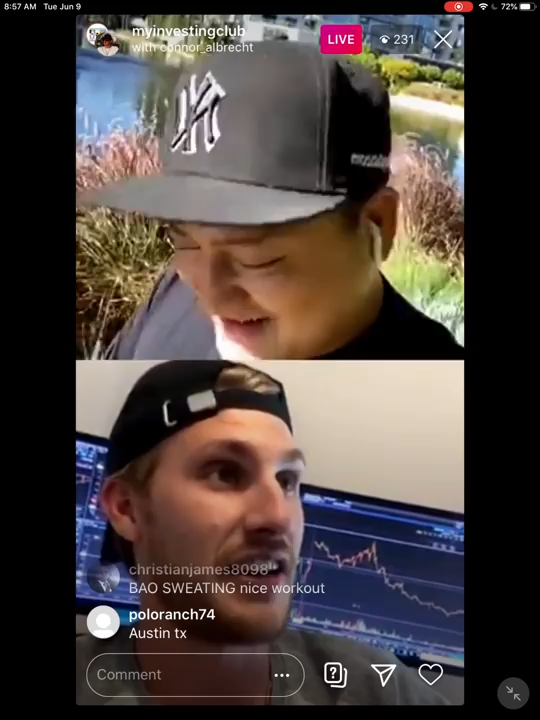 8:57 AM Tue Jun 9
72%
myinvestingclub
with connor_albrecht
LIVE
231
NY
christianjames8098
BAO SWEATING nice workout
poloranch74
Austin tx
Comment